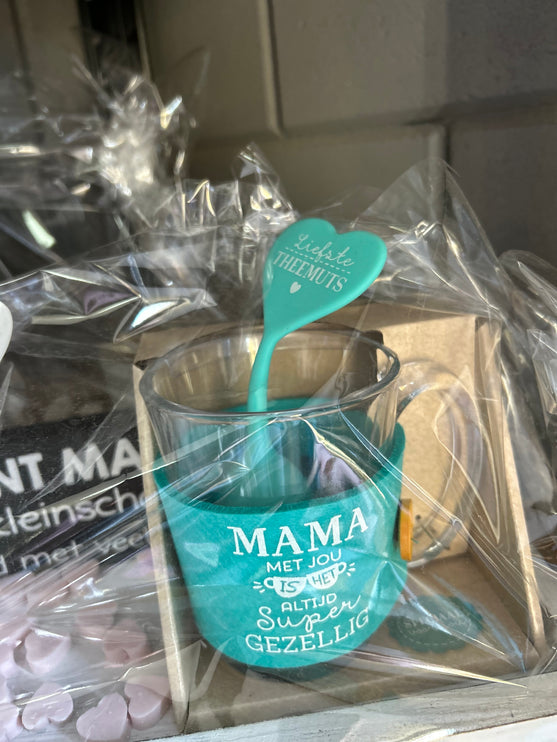 Liefste
THEEMUTS
MAMA
MET JOU
IS HET
ALTIJD
Super
GEZELLIG
NT MA
kleinsch
d met vee